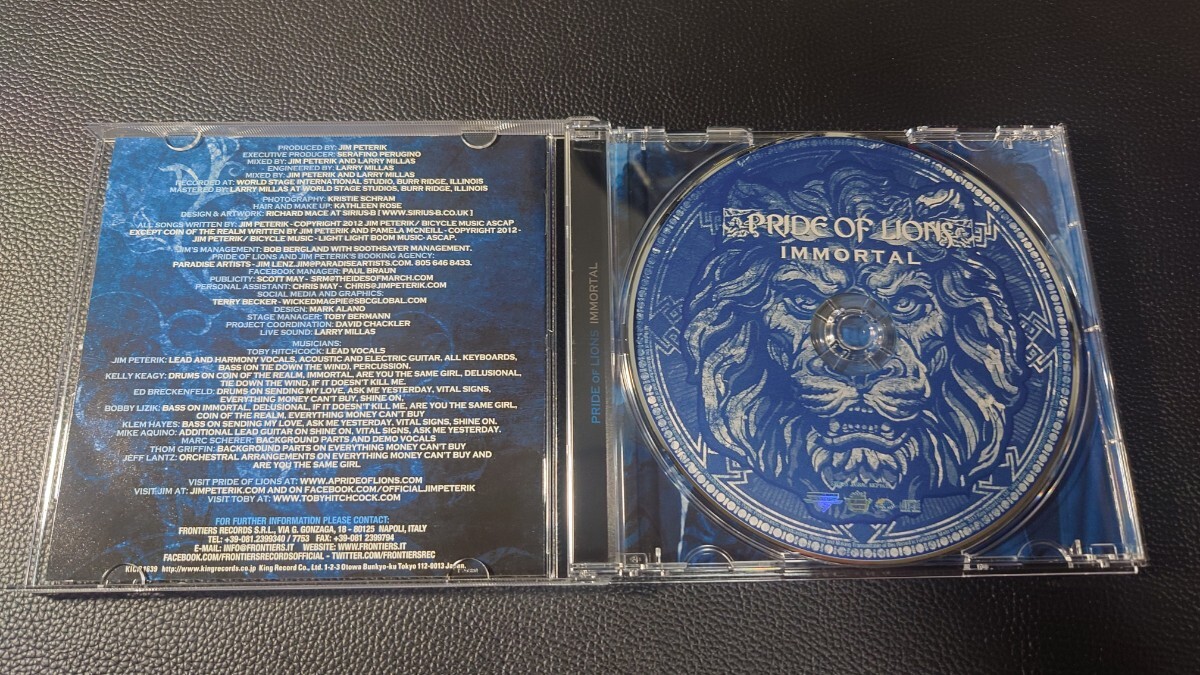 PRODUCED BY: JIM PETERIK
EXECUTIVE PRODUCER: SERAFINO PERUGINO
MIXED BY: JIM PETERIK AND LARRY MILLAS
ENGINEERED BY: LARRY MILLAS
MIXED BY: JIM PETERIK AND LARRY MILLAS
RECORDED AT: WORLD STAGE INTERNATIONAL STUDIO, BURR RIDGE, ILLINOIS
MASTERED BY: LARRY MILLAS AT WORLD STAGE STUDIOS, BURR RIDGE, ILLINOIS
PHOTOGRAPHY: KRISTIE SCHRAM
HAIR AND MAKE UP: KATHLEEN ROSE
DESIGN & ARTWORK: RICHARD MACE AT SIRIUS-B [ WWW.SIRIUS-B.CO.UK ]
ALL SONGS WRITTEN BY: JIM PETERIK - COPYRIGHT 2012 JIM PETERIK/ BICYCLE MUSIC ASCAP
EXCEPT COIN OF THE REALM WRITTEN BY JIM PETERIK AND PAMELA MCNEILL - COPYRIGHT 2012 -
JIM PETERIK/ BICYCLE MUSIC - LIGHT LIGHT BOOM MUSIC- ASCAP.
JIM'S MANAGEMENT: BOB BERGLAND WITH SOOTHSAYER MANAGEMENT.
PRIDE OF LIONS AND JIM PETERIK'S BOOKING AGENCY:
PARADISE ARTISTS - JIM LENZ.JIM@PARADISEARTISTS.COM. 805 646 8433.
FACEBOOK MANAGER: PAUL BRAUN
PUBLICITY: SCOTT MAY - SRM@THEIDESOFMARCH.COM
PERSONAL ASSISTANT: CHRIS MAY - CHRIS@JIMPETERIK.COM
SOCIAL MEDIA AND GRAPHICS:
TERRY BECKER - WICKEDMAGPIE@SBCGLOBAL.COM
DESIGN: MARK ALANO
STAGE MANAGER: TOBY BERMANN
PROJECT COORDINATION: DAVID CHACKLER
LIVE SOUND: LARRY MILLAS
MUSICIANS:
TOBY HITCHCOCK: LEAD VOCALS
JIM PETERIK: LEAD AND HARMONY VOCALS, ACOUSTIC AND ELECTRIC GUITAR, ALL KEYBOARDS,
BASS (ON TIE DOWN THE WIND), PERCUSSION.
KELLY KEAGY: DRUMS ON COIN OF THE REALM, IMMORTAL, ARE YOU THE SAME GIRL, DELUSIONAL,
TIE DOWN THE WIND, IF IT DOESN'T KILL ME.
ED BRECKENFELD: DRUMS ON SENDING MY LOVE, ASK ME YESTERDAY, VITAL SIGNS,
EVERYTHING MONEY CAN'T BUY, SHINE ON.
BOBBY LIZIK: BASS ON IMMORTAL, DELUSIONAL, IF IT DOESN'T KILL ME, ARE YOU THE SAME GIRL,
COIN OF THE REALM, EVERYTHING MONEY CAN'T BUY
KLEM HAYES: BASS ON SENDING MY LOVE, ASK ME YESTERDAY, VITAL SIGNS, SHINE ON.
MIKE AQUINO: ADDITIONAL LEAD GUITAR ON SHINE ON, VITAL SIGNS, ASK ME YESTERDAY.
MARC SCHERER: BACKGROUND PARTS AND DEMO VOCALS
THOM GRIFFIN: BACKGROUND PARTS ON EVERYTHING MONEY CAN'T BUY
JEFF LANTZ: ORCHESTRAL ARRANGEMENTS ON EVERYTHING MONEY CAN'T BUY AND
ARE YOU THE SAME GIRL
VISIT PRIDE OF LIONS AT: WWW.APRIDEOFLIONS.COM
VISIT JIM AT: JIMPETERIK.COM AND ON FACEBOOK.COM/OFFICIALJIMPETERIK
VISIT TOBY AT: WWW.TOBYHITCHCOCK.COM
FOR FURTHER INFORMATION PLEASE CONTACT:
FRONTIERS RECORDS S.R.L., VIA G. GONZAGA, 18 - 80125 NAPOLI, ITALY
TEL: +39-081.2399340 / 7753 FAX: +39-081 2399794
E-MAIL: INFO@FRONTIERS.IT WEBSITE: WWW.FRONTIERS.IT
FACEBOOK.COM/FRONTIERSRECORDSOFFICIAL - TWITTER.COM/FRONTIERSREC
KICP1639 http://www.kingrecords.co.jp King Record Co., Ltd. 1-2-3 Otowa Bunkyo-ku Tokyo 112-0013 Japan.
PRIDE OF LIONS IMMORTAL
PRIDE OF LIONS
IMMORTAL